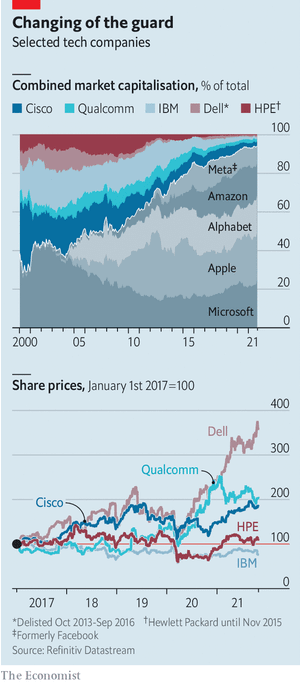 Changing of the guard
Selected tech companies
Combined market capitalisation, % of total
Cisco Qualcomm IBM Dell* HPE†
100
80
60
40
20
0
Meta‡
Amazon
Alphabet
Apple
Microsoft
2000 05 10 15 21
Share prices, January 1st 2017=100
400
300
200
100
0
Dell
Qualcomm
Cisco
HPE
IBM
2017 18 19 20 21
*Delisted Oct 2013-Sep 2016 †Hewlett Packard until Nov 2015
‡Formerly Facebook
Source: Refinitiv Datastream
The Economist